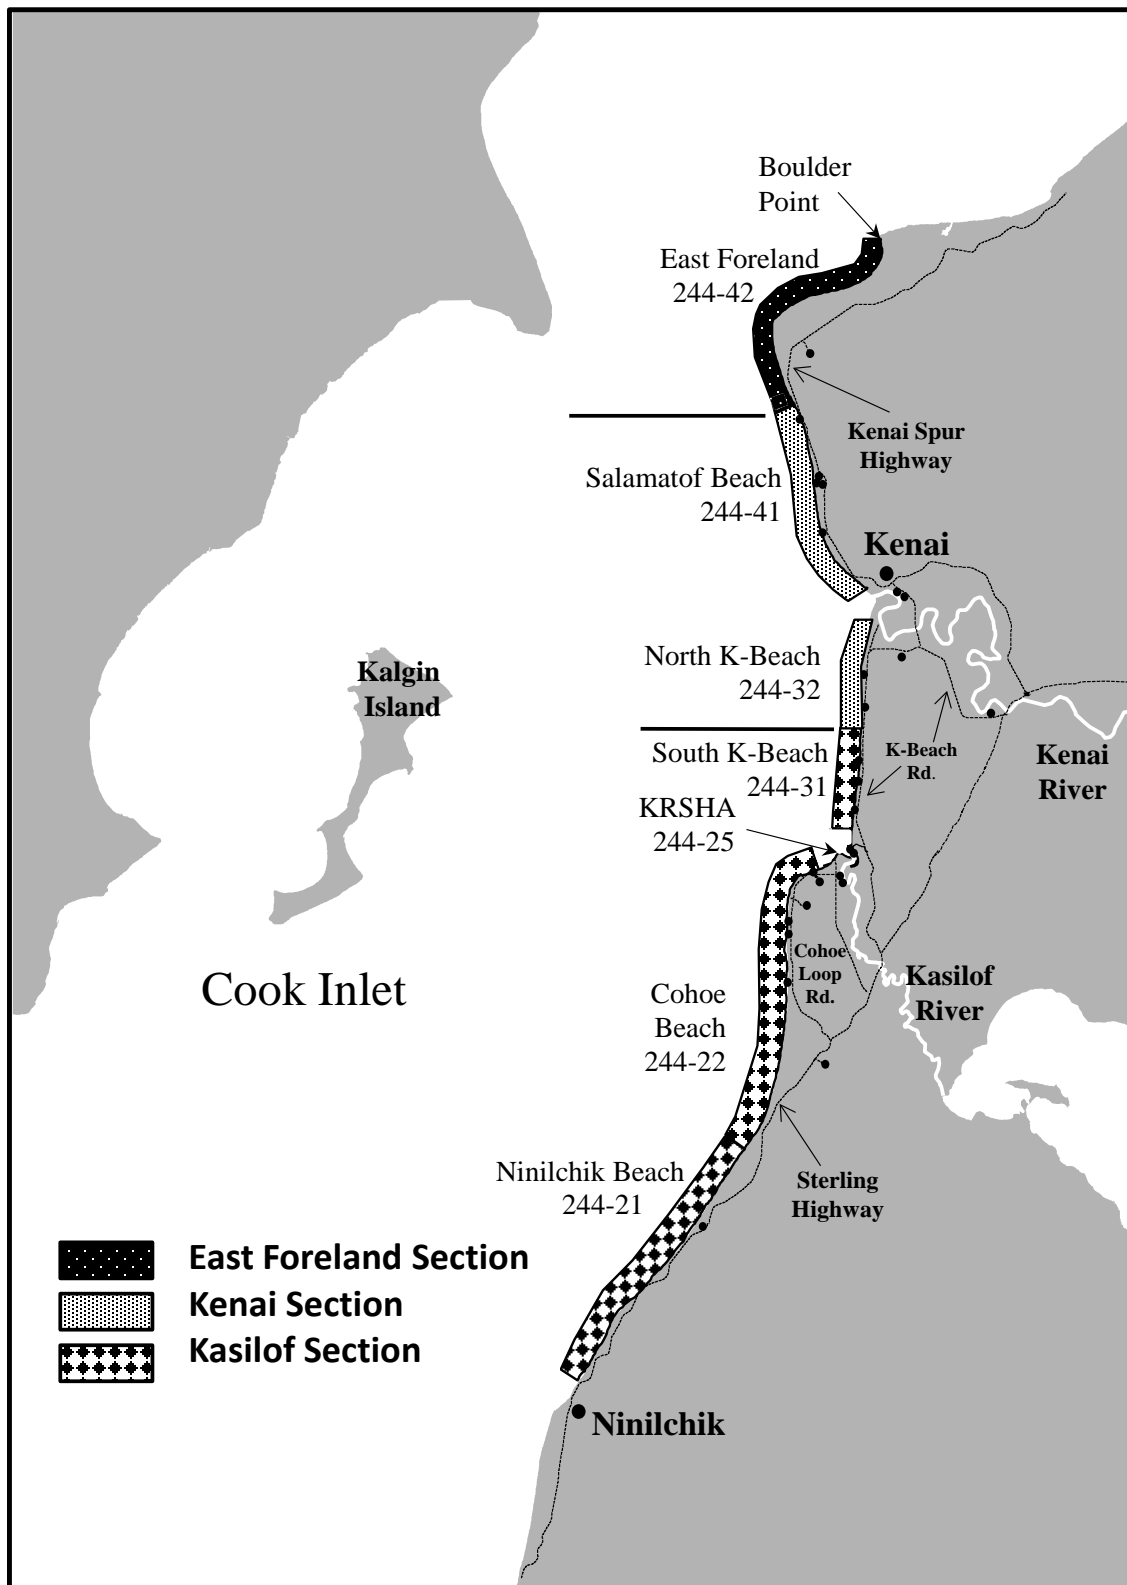 Boulder
Point
East Foreland
244-42
Kenai Spur
Highway
Salamatof Beach
244-41
Kenai
North K-Beach
244-32
Kalgin
Island
South K-Beach
244-31
K-Beach
Rd.
Kenai
River
KRSHA
244-25
Cohoe
Loop
Rd.
Kasilof
River
Cook Inlet
Cohoe
Beach
244-22
Ninilchik Beach
244-21
Sterling
Highway
East Foreland Section
Kenai Section
Kasilof Section
Ninilchik